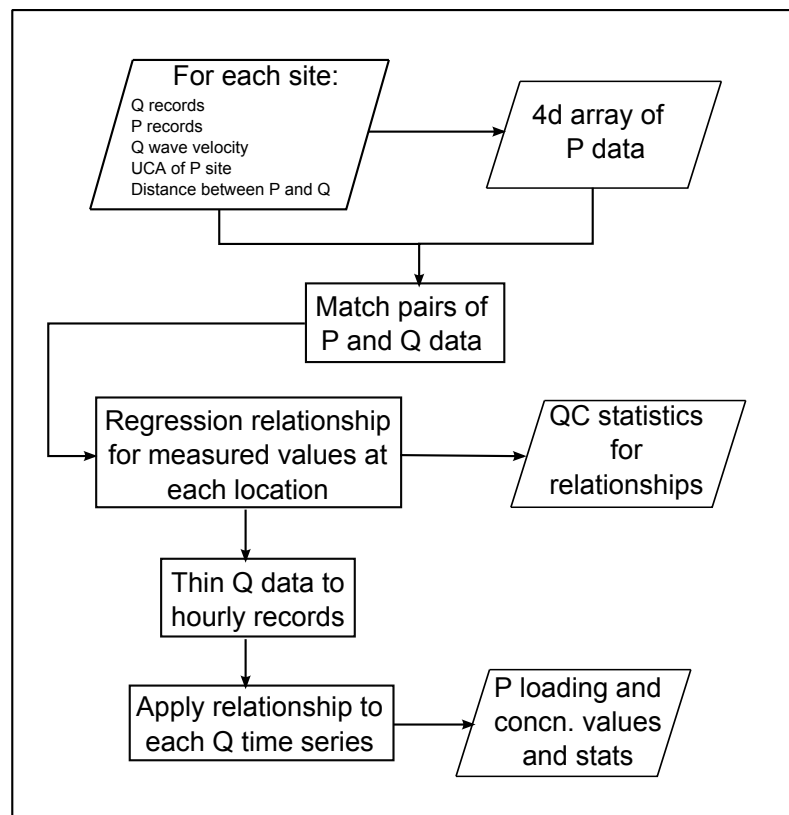 For each site:
Q records
P records
Q wave velocity
UCA of P site
Distance between P and Q
4d array of
P data
Match pairs of
P and Q data
Regression relationship
for measured values at
each location
QC statistics
for
relationships
Thin Q data to
hourly records
Apply relationship to
each Q time series
P loading and
concn. values
and stats